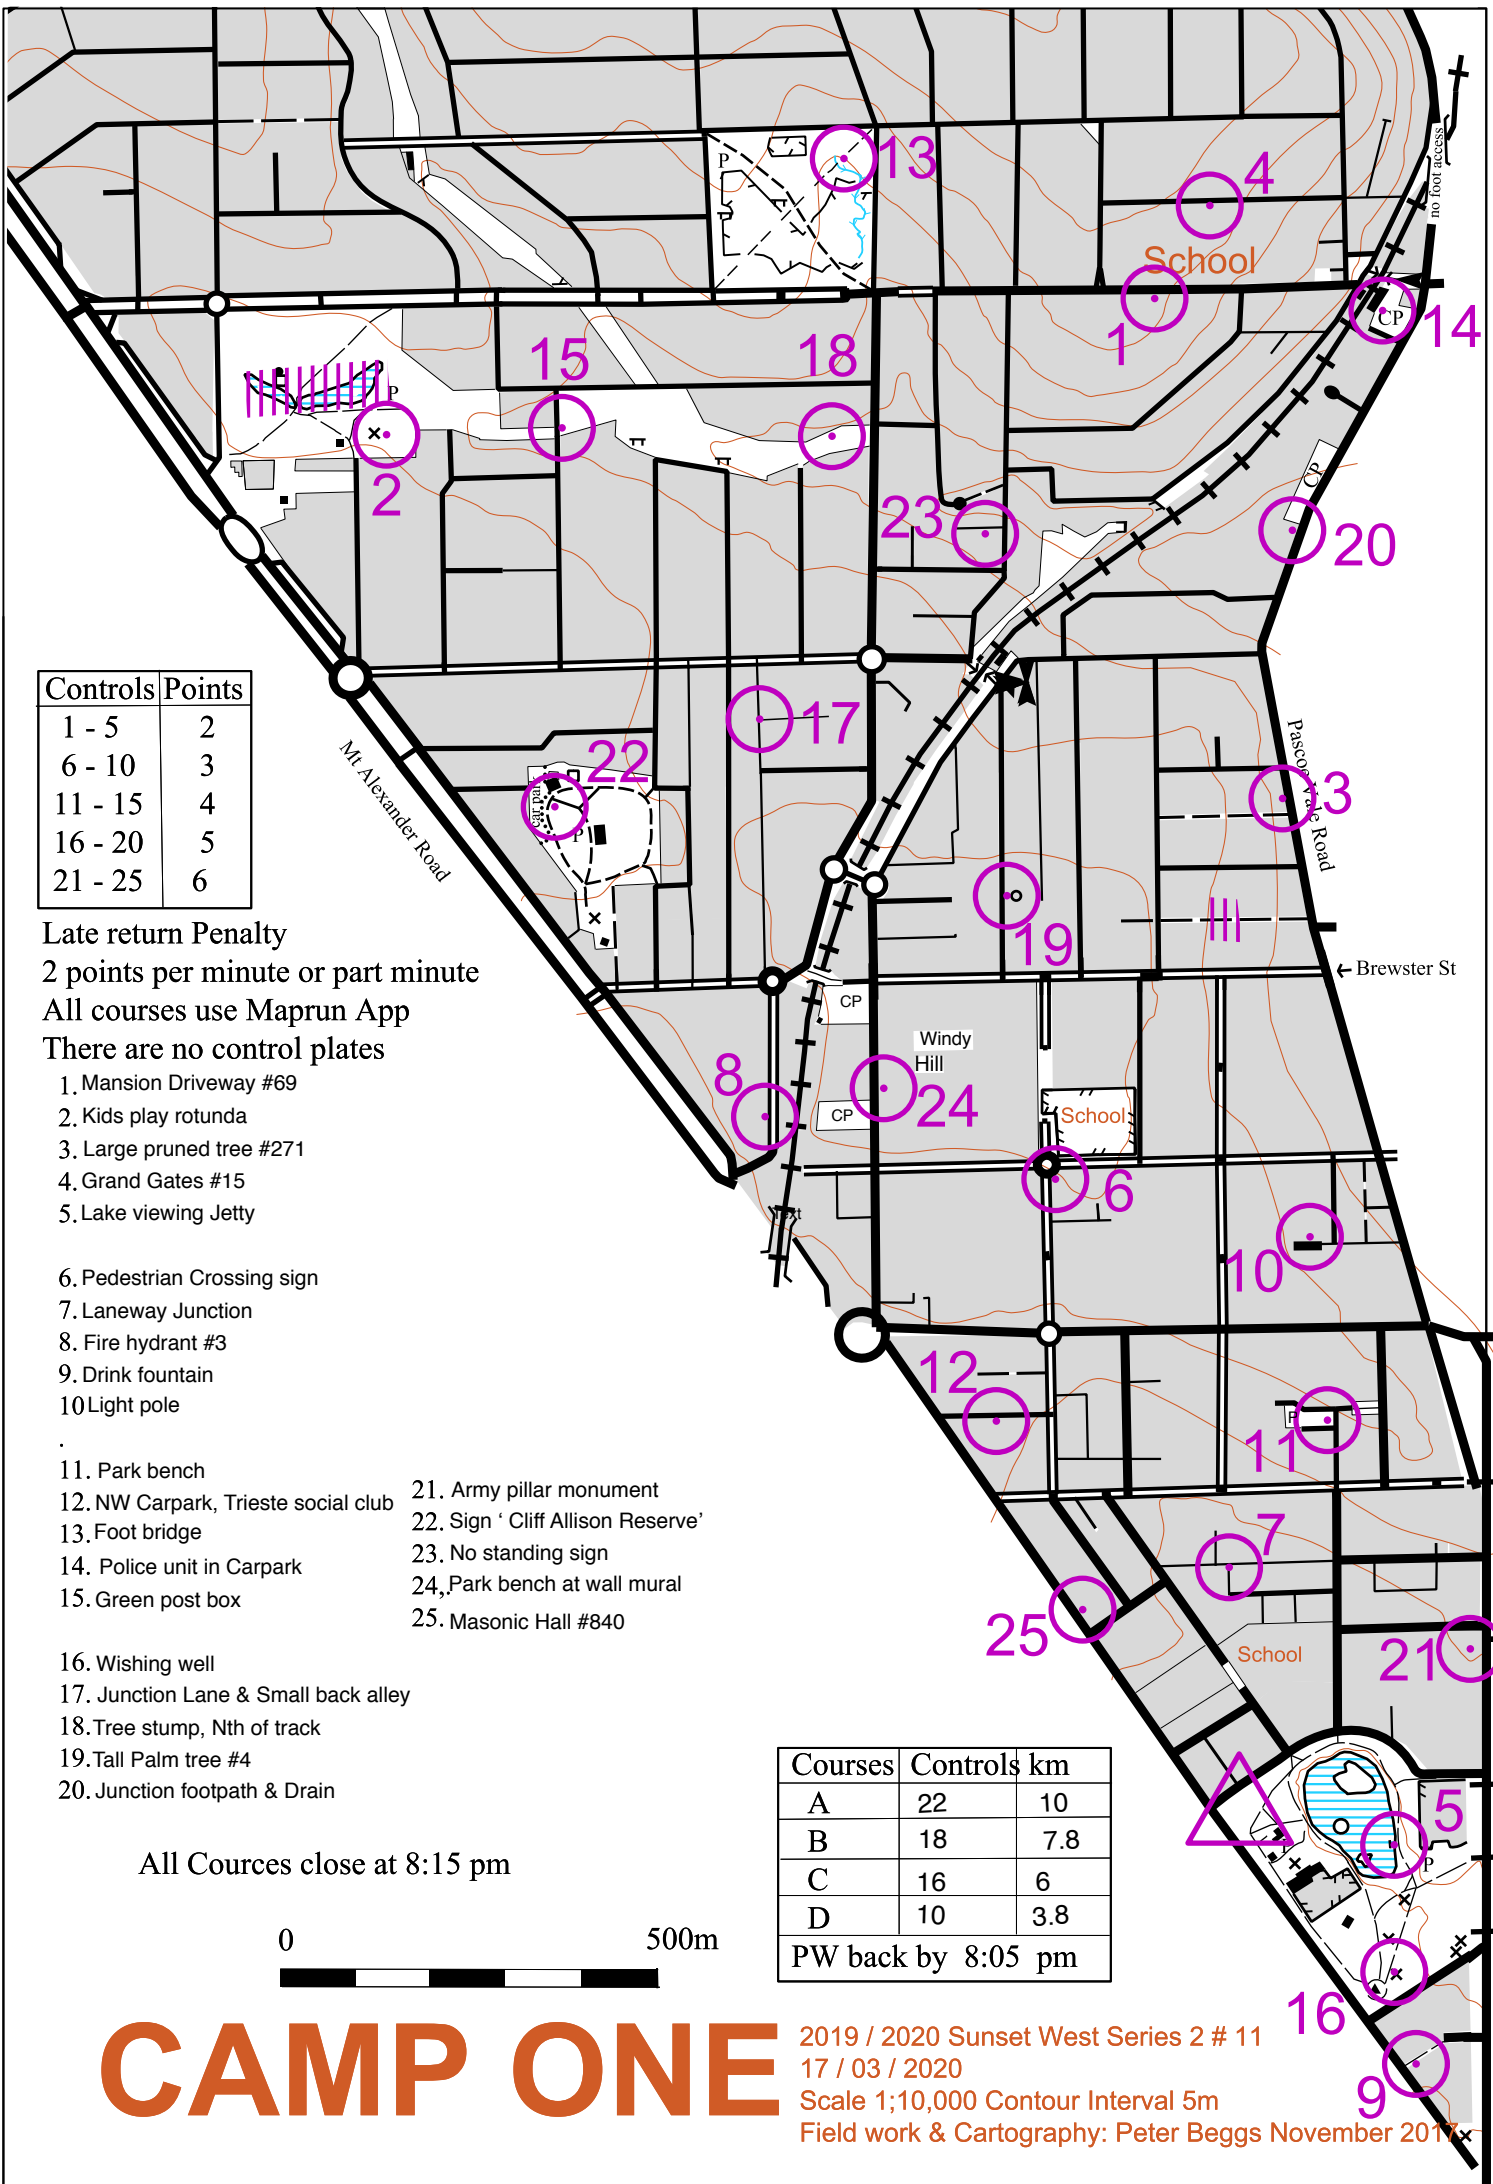 P
13
4
no foot access
School
1
CP
14
15
18
P
2
CP
23
20
Controls Points
1 - 5 2
6 - 10 3
11 - 15 4
16 - 20 5
21 - 25 6
Mt Alexander Road
17
22
car par
P
Pascoe Vale Road
3
19
Brewster St
CP
Windy
Hill
8
24
CP
School
6
Text
10
12
P
11
7
25
School
21
5
P
16
9
Late return Penalty
2 points per minute or part minute
All courses use Maprun App
There are no control plates
1. Mansion Driveway #69
2. Kids play rotunda
3. Large pruned tree #271
4. Grand Gates #15
5. Lake viewing Jetty
6. Pedestrian Crossing sign
7. Laneway Junction
8. Fire hydrant #3
9. Drink fountain
10 Light pole
.
11. Park bench
12. NW Carpark, Trieste social club
13. Foot bridge
14. Police unit in Carpark
15. Green post box
16. Wishing well
17. Junction Lane & Small back alley
18. Tree stump, Nth of track
19. Tall Palm tree #4
20. Junction footpath & Drain
21. Army pillar monument
22. Sign ‘ Cliff Allison Reserve’
23. No standing sign
24,. Park bench at wall mural
25. Masonic Hall #840
All Cources close at 8:15 pm
Courses Controls km
A 22 10
B 18 7.8
C 16 6
D 10 3.8
PW back by 8:05 pm
0 500m
CAMP ONE
2019 / 2020 Sunset West Series 2 # 11
17 / 03 / 2020
Scale 1;10,000 Contour Interval 5m
Field work & Cartography: Peter Beggs November 2017